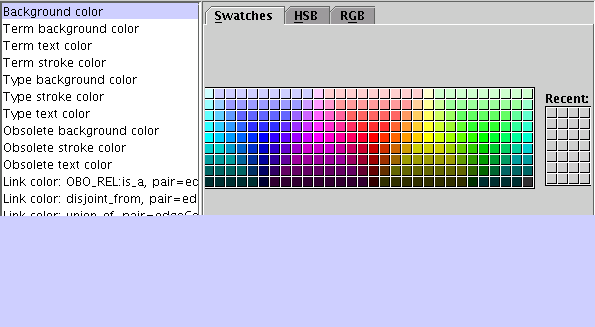 Background color
Term background color
Term text color
Term stroke color
Type background color
Type stroke color
Type text color
Obsolete background color
Obsolete stroke color
Obsolete text color
Link color: OBO_REL:is_a, pair=ec
Link color: disjoint_from, pair=ed
Link color: union_of, pair=edgeCo
Swatches HSB RGB
Recent: